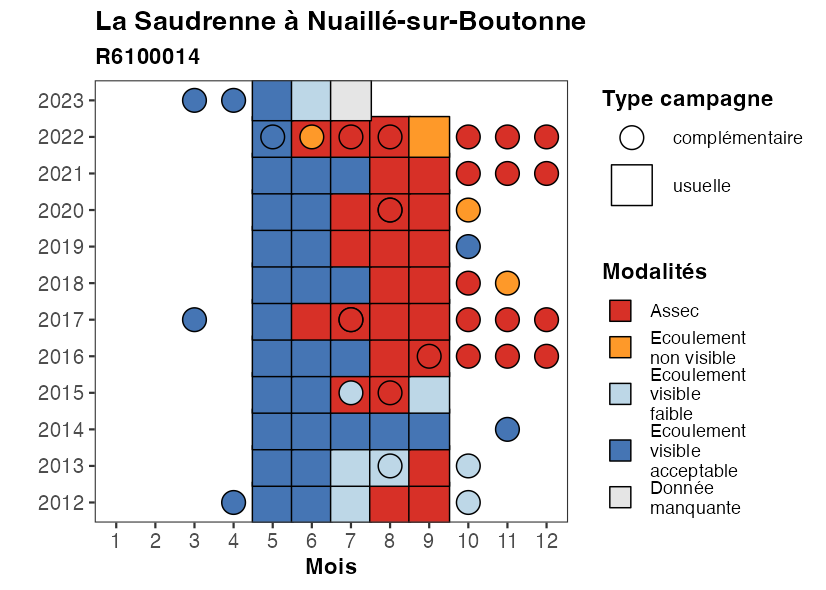 La Saudrenne à Nuaillé-sur-Boutonne
R6100014
2023
2022
2021
2020
2019
2018
2017
2016
2015
2014
2013
2012
1 2 3 4 5 6 7 8 9 10 11 12
Mois
Type campagne
complémentaire
usuelle
Modalités
Assec
Ecoulement
non visible
Ecoulement
visible
faible
Ecoulement
visible
acceptable
Donnée
manquante